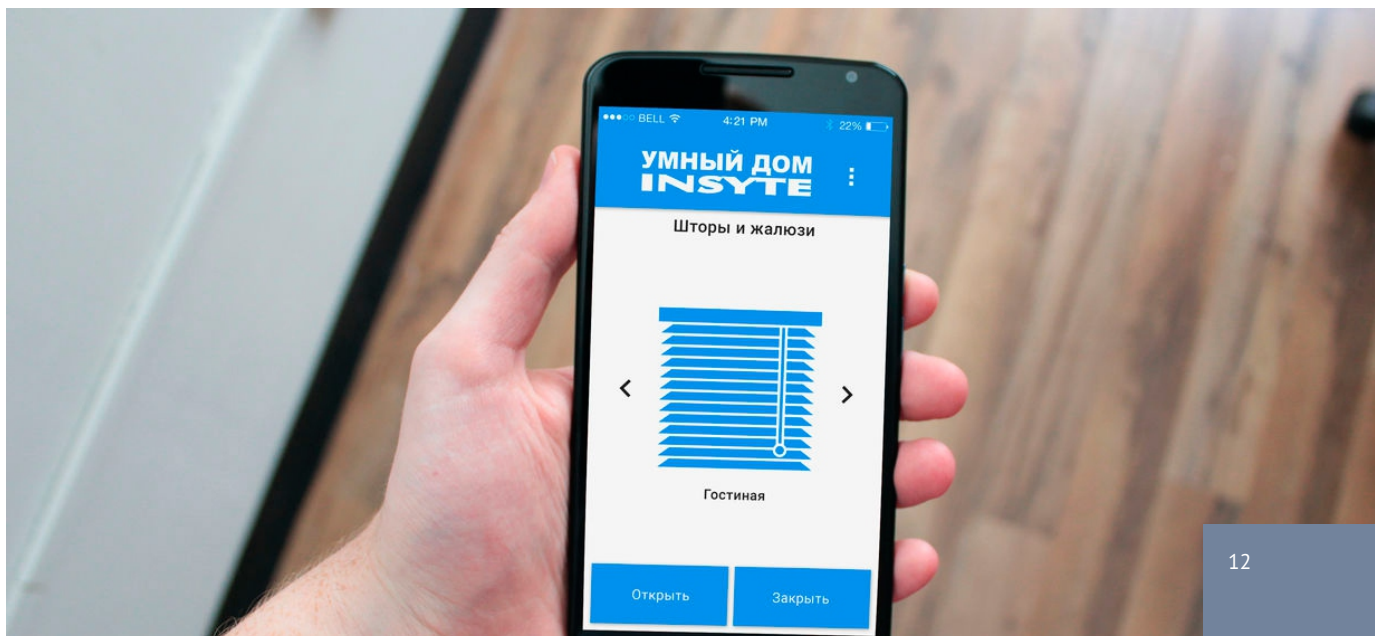 BELL 4:21 PM 22%
УМНЫЙ ДОМ
INSYTE
Шторы и жалюзи
Гостиная
Открыть Закрыть
12